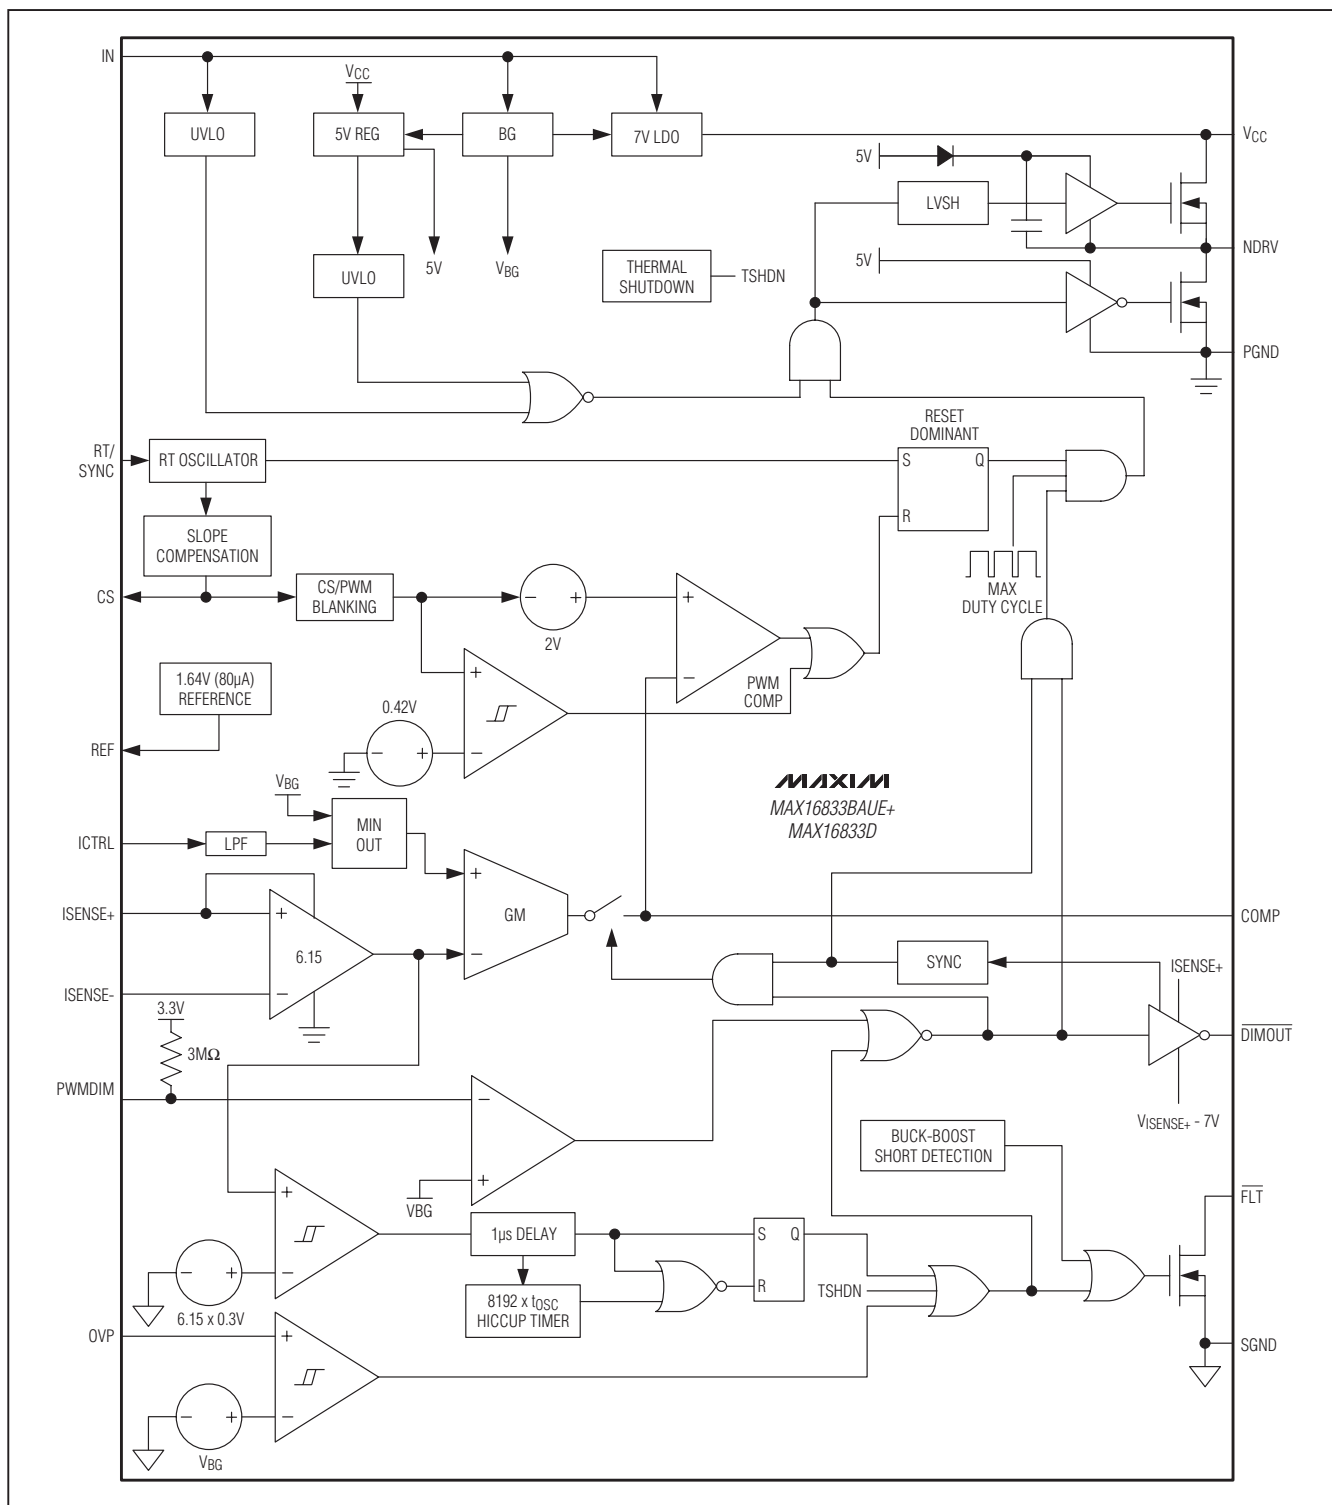 IN
VCC
UVLO
5V REG
BG
7V LDO
VCC
5V
LVSH
NDRV
THERMAL
SHUTDOWN
TSHDN
5V
UVLO
5V
VBG
PGND
RESET
DOMINANT
RT/
SYNC
RT OSCILLATOR
S
Q
R
SLOPE
COMPENSATION
CS
CS/PWM
BLANKING
−
+
2V
+
−
MAX
DUTY CYCLE
1.64V (80µA)
REFERENCE
REF
0.42V
−
+
+
−
PWM
COMP
MAXIM
MAX16833BAUE+
MAX16833D
VBG
MIN
OUT
ICTRL
LPF
+
−
GM
ISENSE+
+
6.15
−
COMP
SYNC
ISENSE+
ISENSE-
3.3V
3MΩ
DIMOUT
PWMDIM
−
+
VBG
VISENSE+ - 7V
BUCK-BOOST
SHORT DETECTION
FLT
+
−
1µs DELAY
S
Q
R
8192 x tOSC
HICCUP TIMER
TSHDN
−
+
6.15 x 0.3V
OVP
+
−
SGND
−
+
VBG